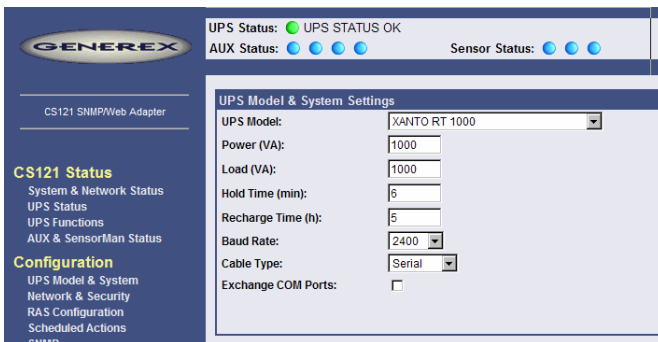 GENEREX
CS121 SNMP/Web Adapter
CS121 Status
System & Network Status
UPS Status
UPS Functions
AUX & SensorMan Status
Configuration
UPS Model & System
Network & Security
RAS Configuration
Scheduled Actions
SNMP
UPS Status: UPS STATUS OK
AUX Status: Sensor Status:
UPS Model & System Settings
UPS Model: XANTO RT 1000
Power (VA): 1000
Load (VA): 1000
Hold Time (min): 6
Recharge Time (h): 5
Baud Rate: 2400
Cable Type: Serial
Exchange COM Ports: